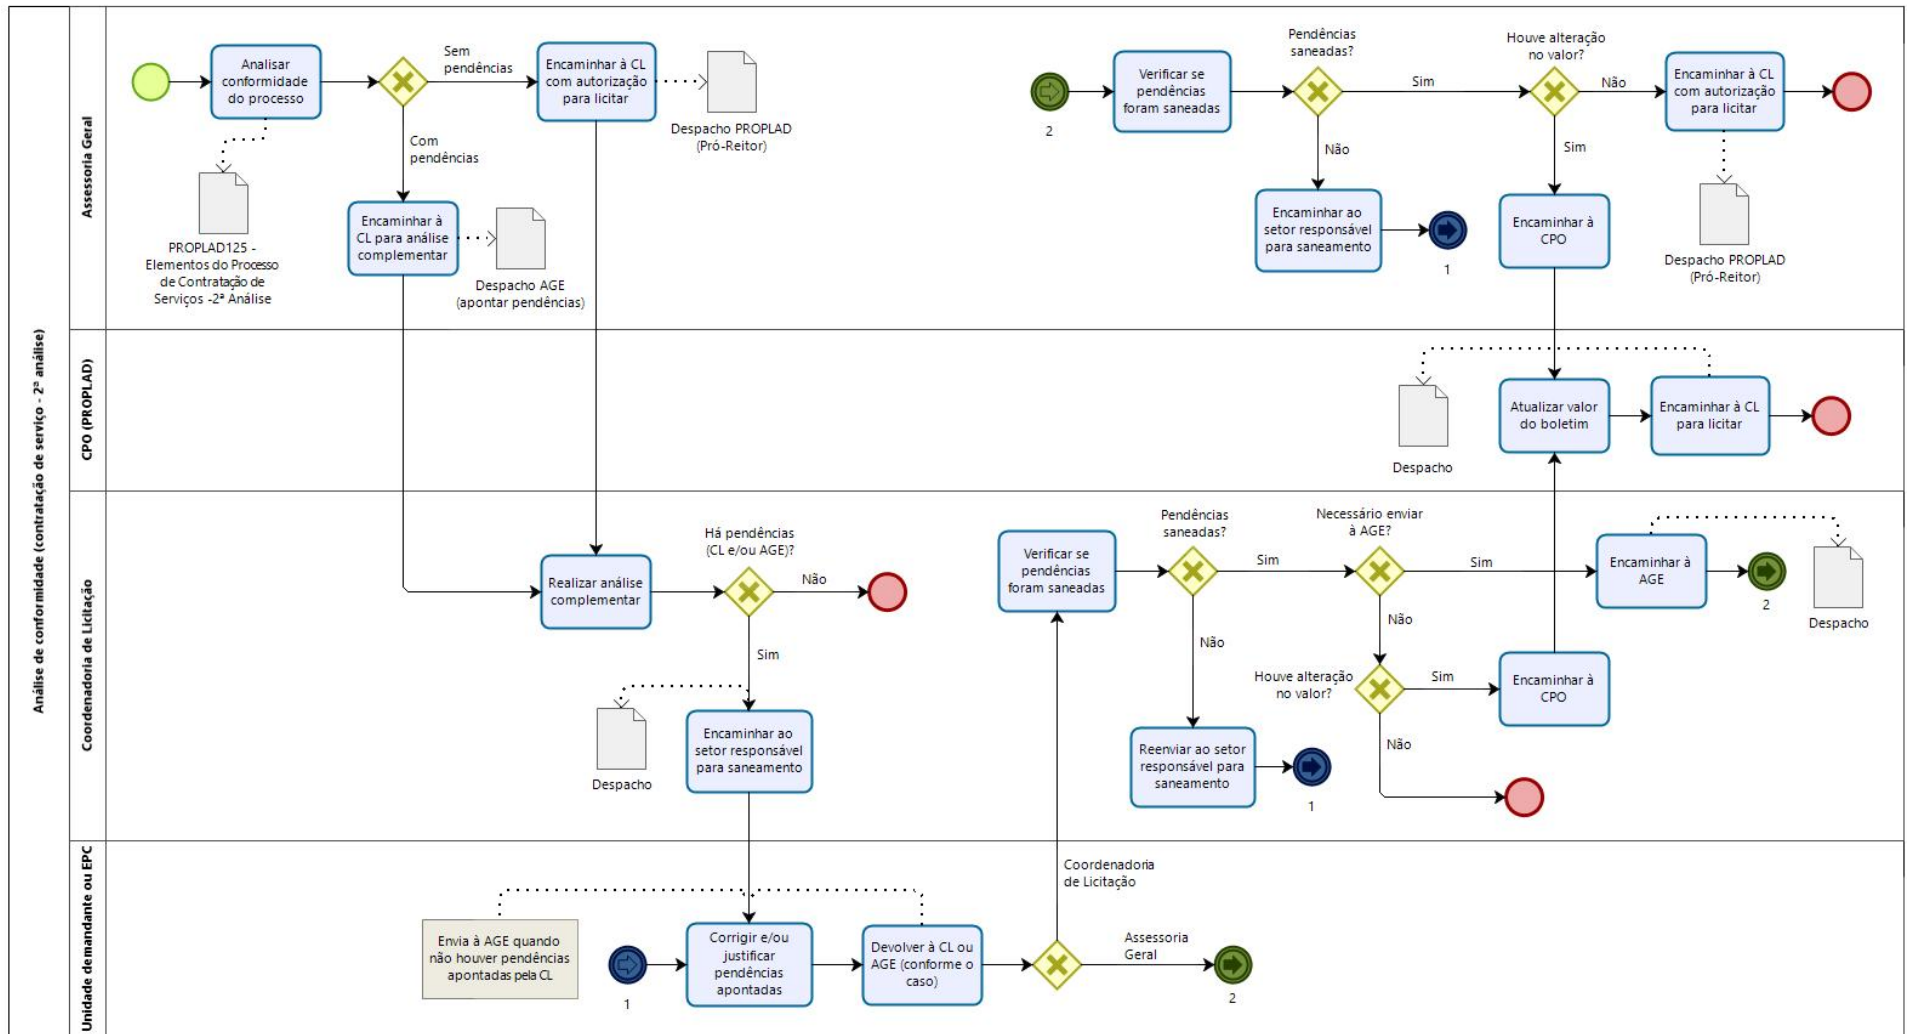 Análise de conformidade (contratação de serviço - 2ª análise)
Assessoria Geral
Analisar
conformidade
do processo
Sem
pendências
Encaminhar à CL
com autorização
para licitar
Despacho PROPLAD
(Pró-Reitor)
Com
pendências
PROPLAD125 -
Elementos do Processo
de Contratação de
Serviços -2ª Análise
Encaminhar à
CL para análise
complementar
Despacho AGE
(apontar pendências)
2
Verificar se
pendências
foram saneadas
Pendências
saneadas?
Sim
Não
Encaminhar ao
setor responsável
para saneamento
1
Houve alteração
no valor?
Não
Sim
Encaminhar à CL
com autorização
para licitar
Despacho PROPLAD
(Pró-Reitor)
Encaminhar à
CPO
CPO (PROPLAD)
Despacho
Atualizar valor
do boletim
Encaminhar à CL
para licitar
Coordenadoria de Licitação
Realizar análise
complementar
Há pendências
(CL e/ou AGE)?
Não
Sim
Despacho
Encaminhar ao
setor responsável
para saneamento
Verificar se
pendências
foram saneadas
Pendências
saneadas?
Sim
Não
Reenviar ao setor
responsável para
saneamento
1
Necessário enviar
à AGE?
Sim
Não
Encaminhar à
AGE
2
Despacho
Houve alteração
no valor?
Sim
Não
Encaminhar à
CPO
Unidade demandante ou EPC
Envia à AGE quando
não houver pendências
apontadas pela CL
1
Corrigir e/ou
justificar
pendências
apontadas
Devolver à CL ou
AGE (conforme o
caso)
Coordenadoria
de Licitação
Assessoria
Geral
2